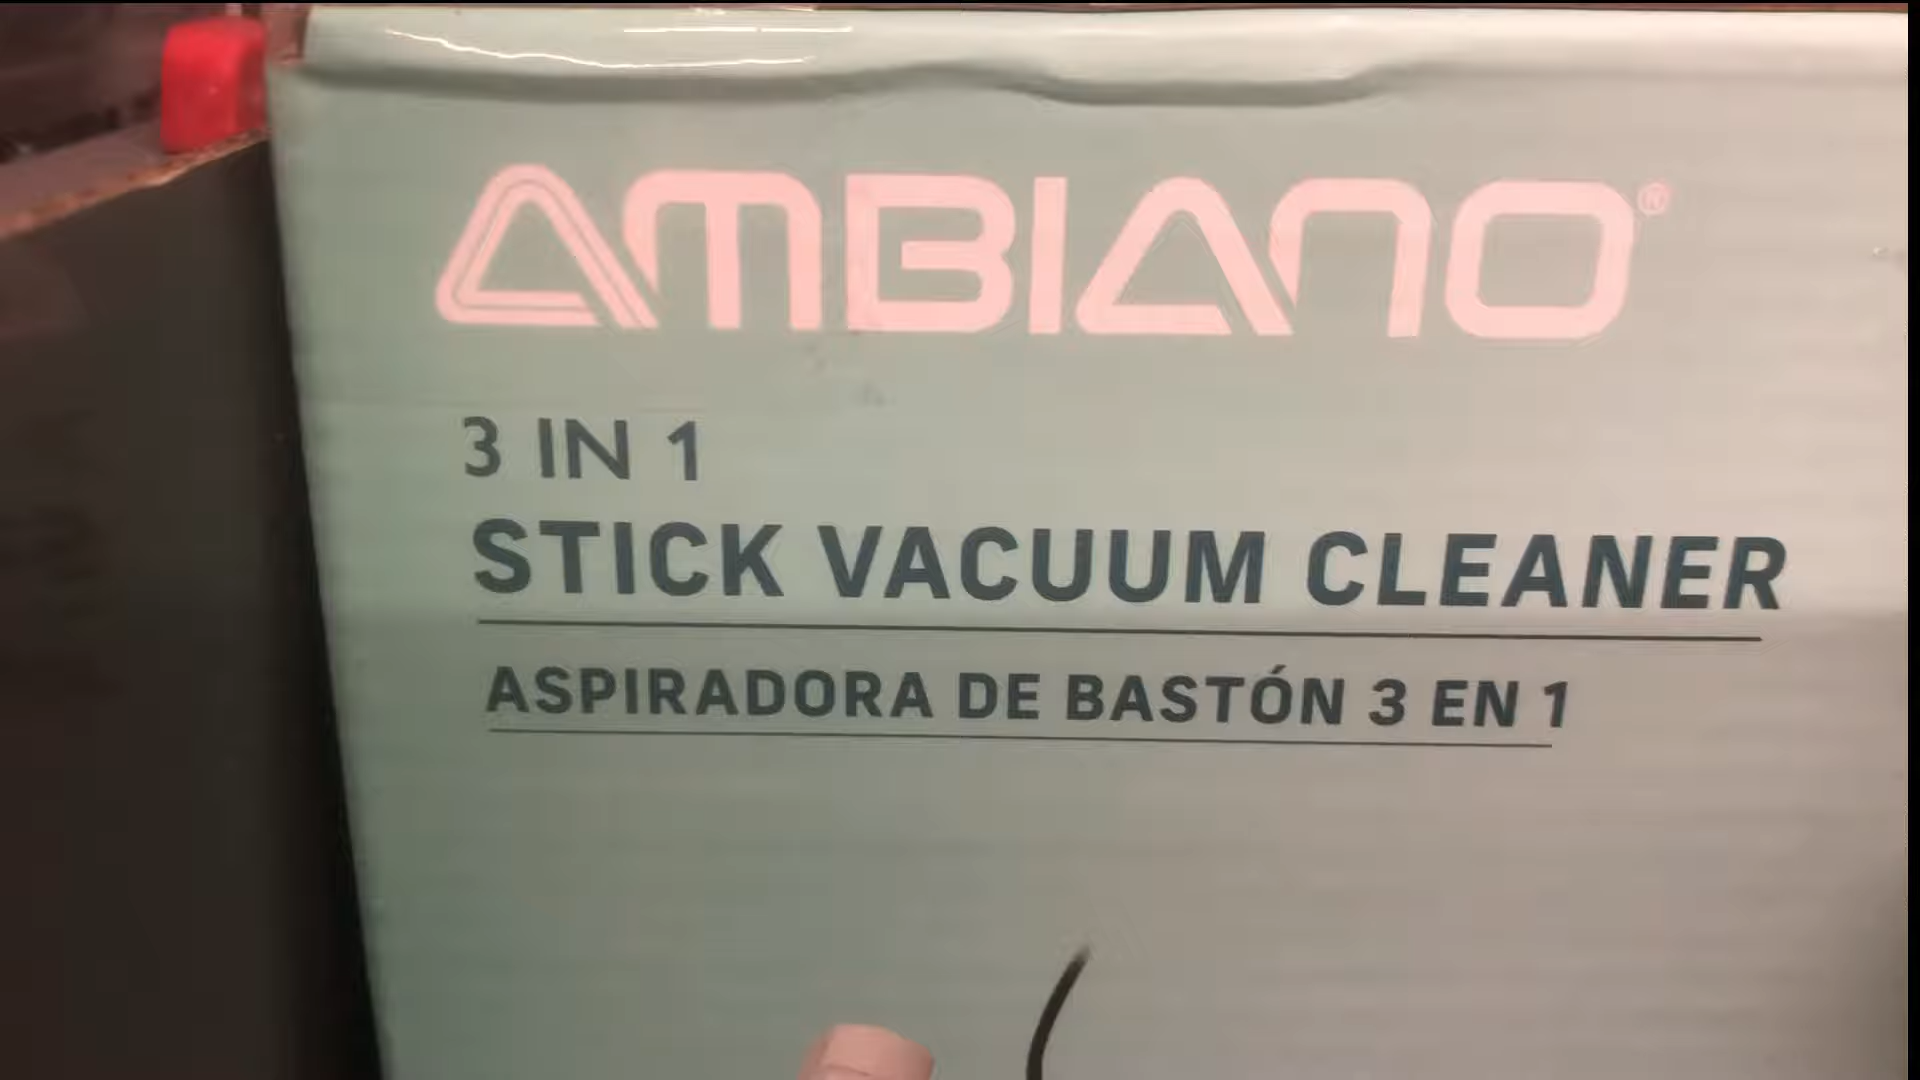 AMBIANO®
3 IN 1
STICK VACUUM CLEANER
ASPIRADORA DE BASTÓN 3 EN 1